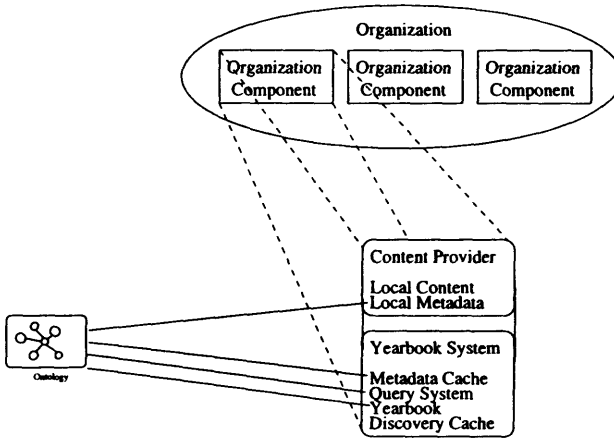 Organization
Organization
Component
Organization
Component
Organization
Component
Content Provider
Local Content
Local Metadata
Yearbook System
Metadata Cache
Query System
Yearbook
Discovery Cache
Ontology